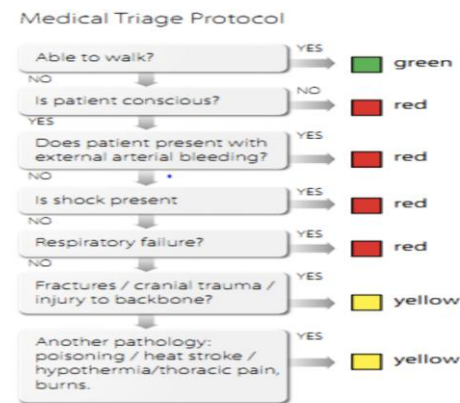 Medical Triage Protocol
Able to walk?
YES
green
NO
Is patient conscious?
NO
red
YES
Does patient present with
external arterial bleeding?
YES
red
NO
Is shock present
YES
red
NO
Respiratory failure?
YES
red
NO
Fractures / cranial trauma /
injury to backbone?
YES
yellow
Another pathology:
poisoning / heat stroke /
hypothermia/thoracic pain,
burns.
YES
yellow